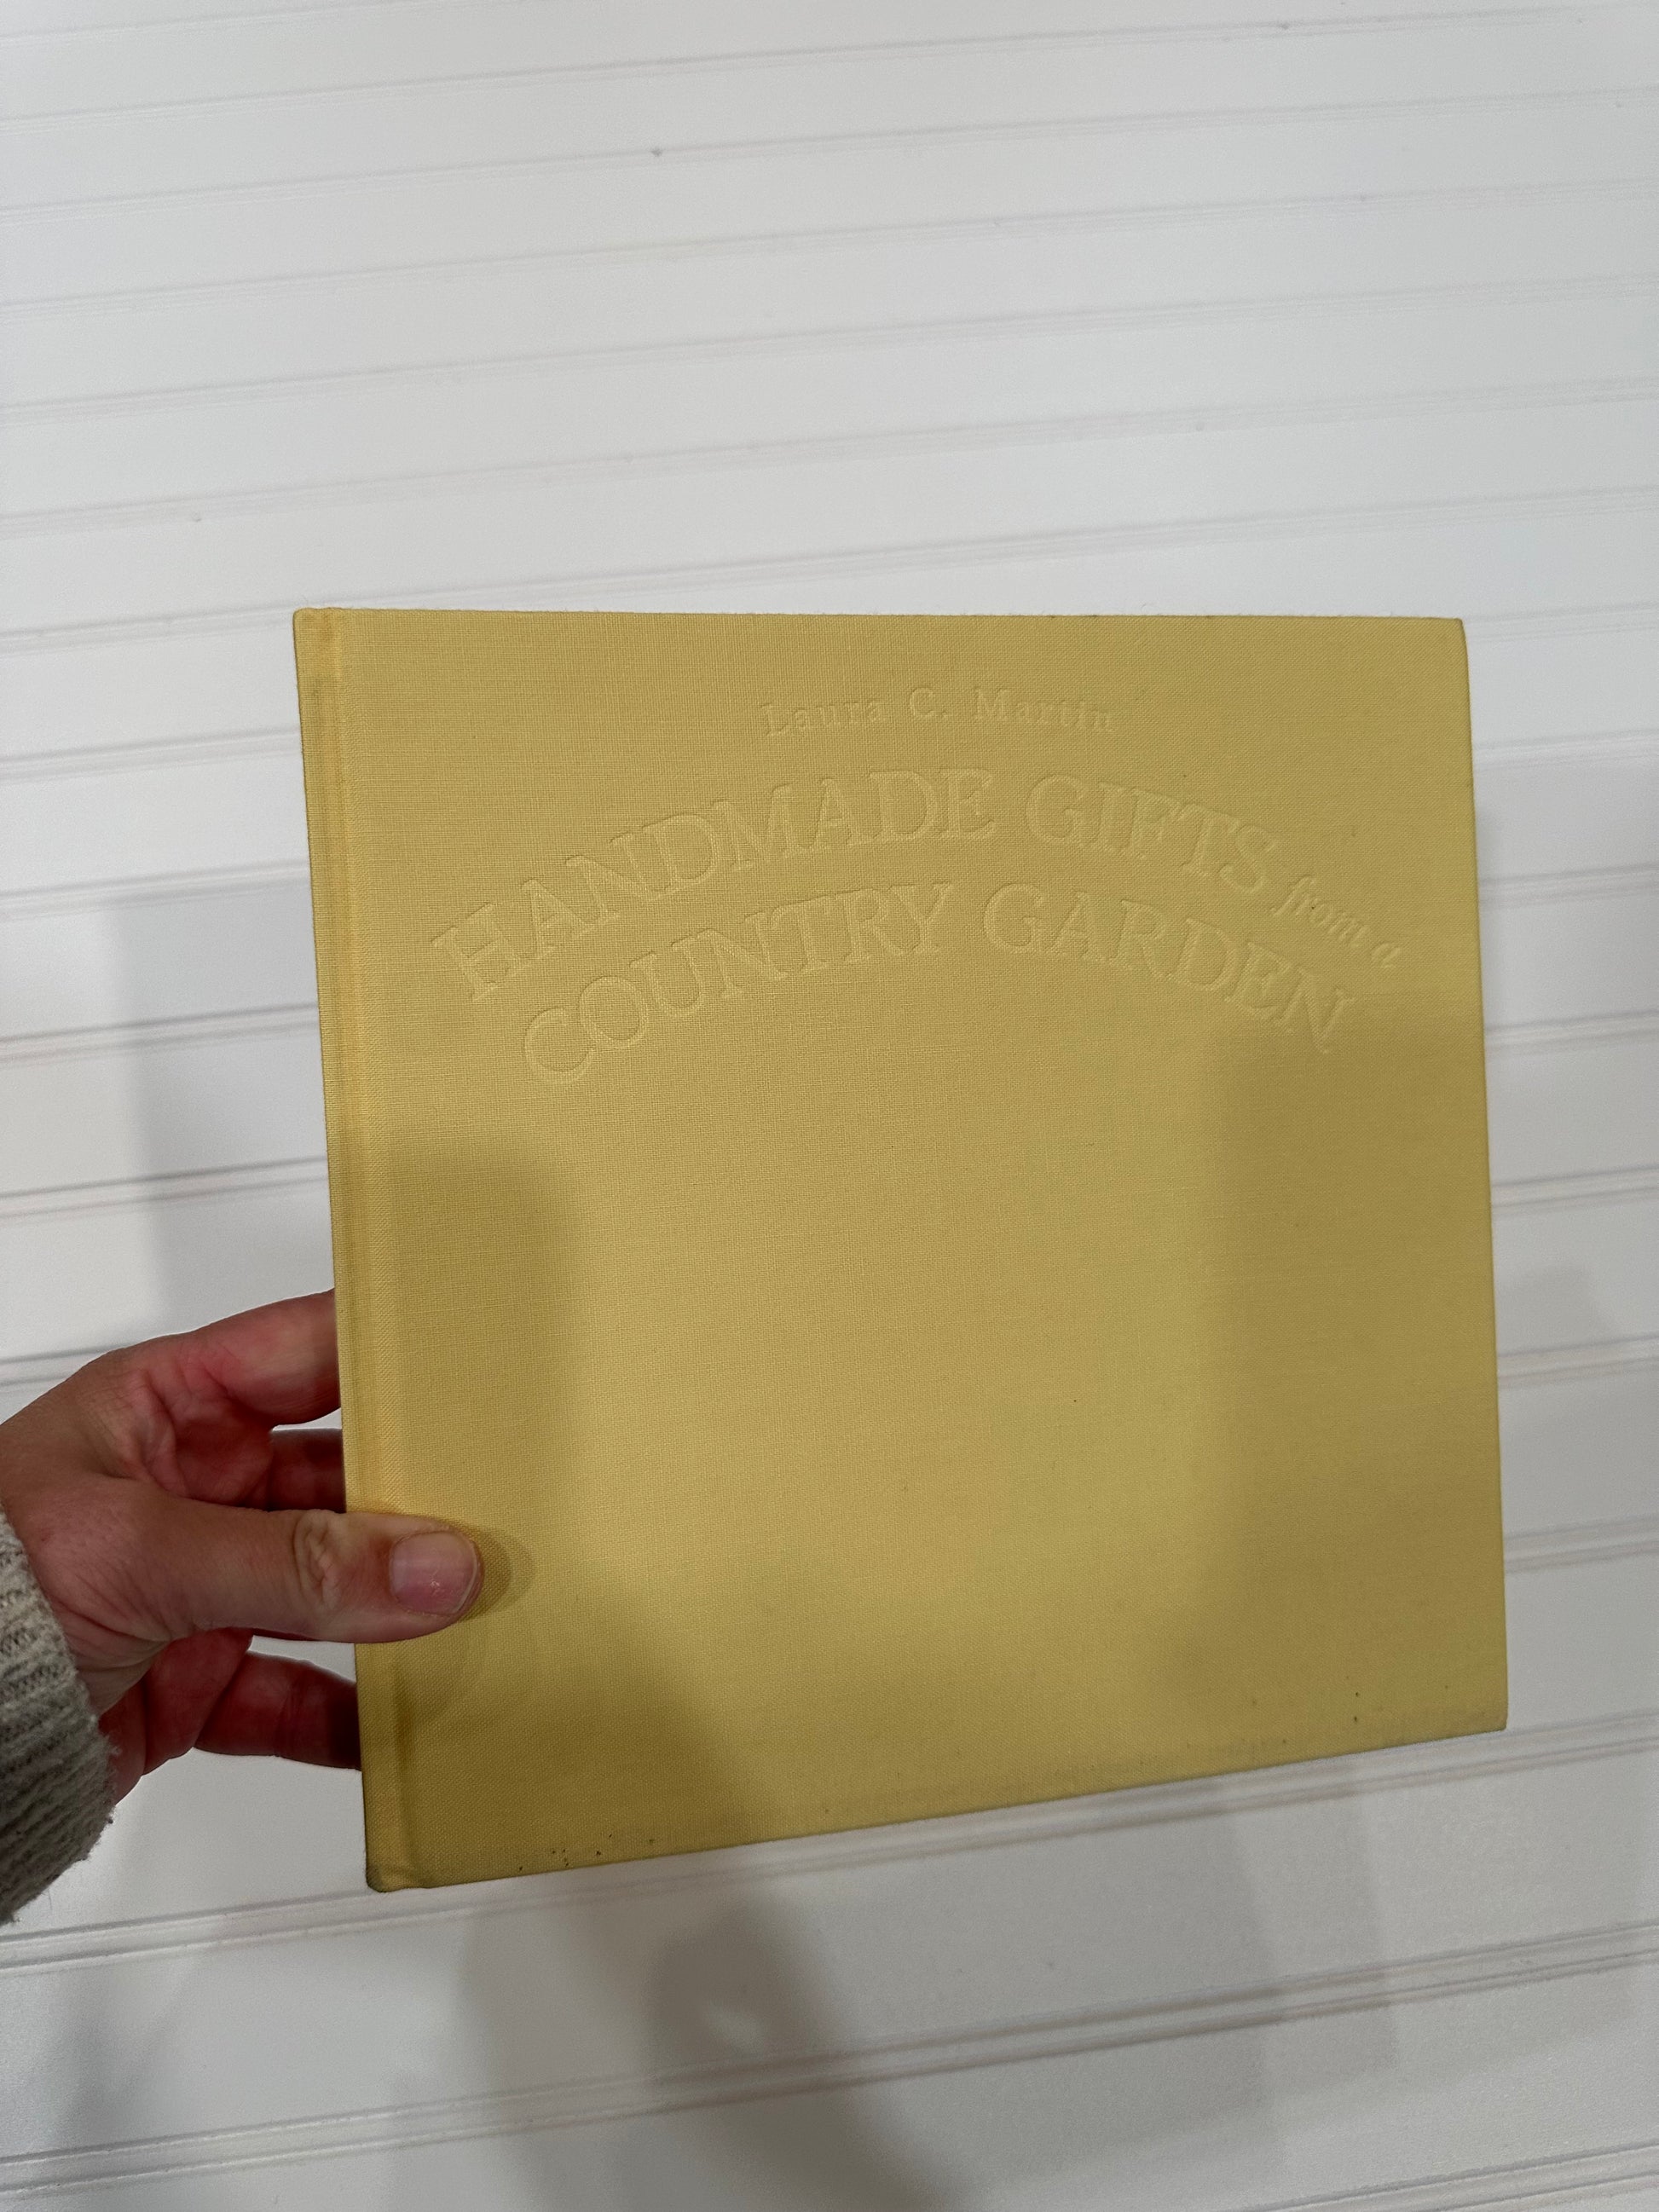 Laura C. Martin
HANDMADE GIFTS from a
COUNTRY GARDEN